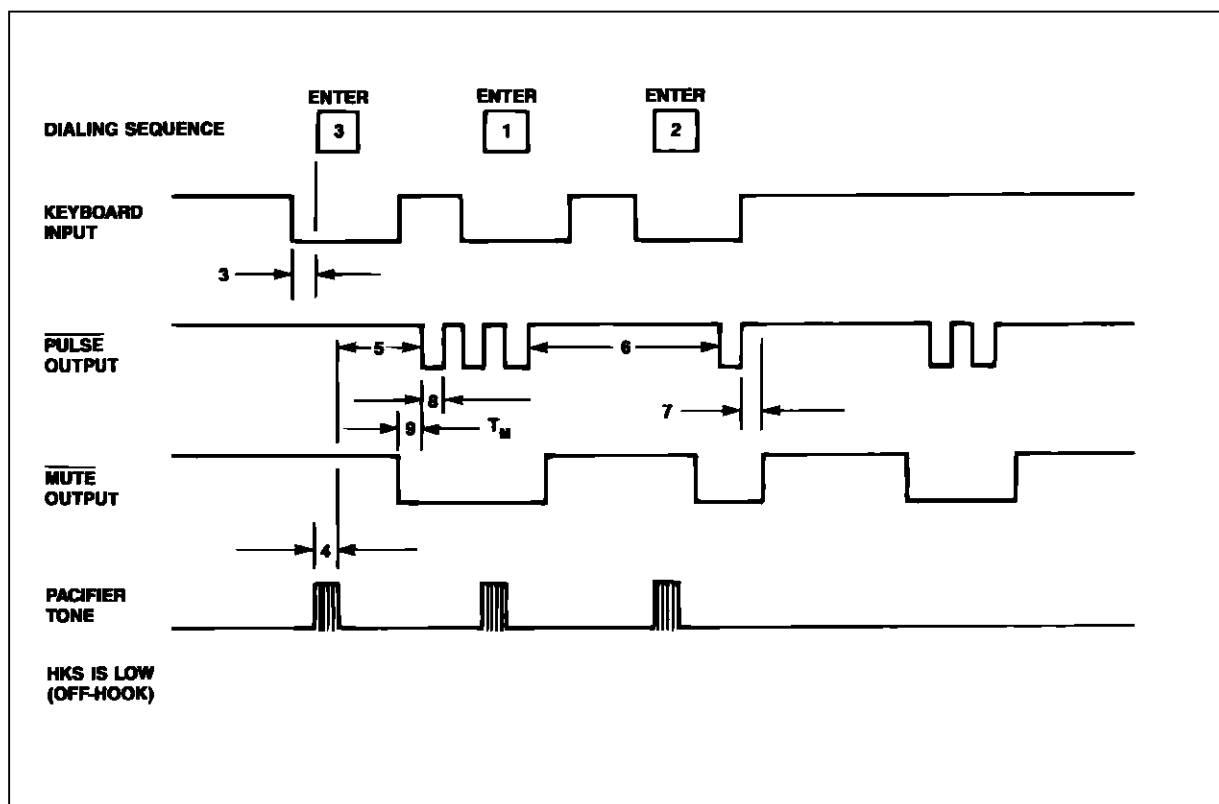 ENTER ENTER ENTER
DIALING SEQUENCE 3 1 2
KEYBOARD
INPUT
3
PULSE
OUTPUT
5 6
8 7
9 T_M
MUTE
OUTPUT
4
PACIFIER
TONE
HKS IS LOW
(OFF-HOOK)